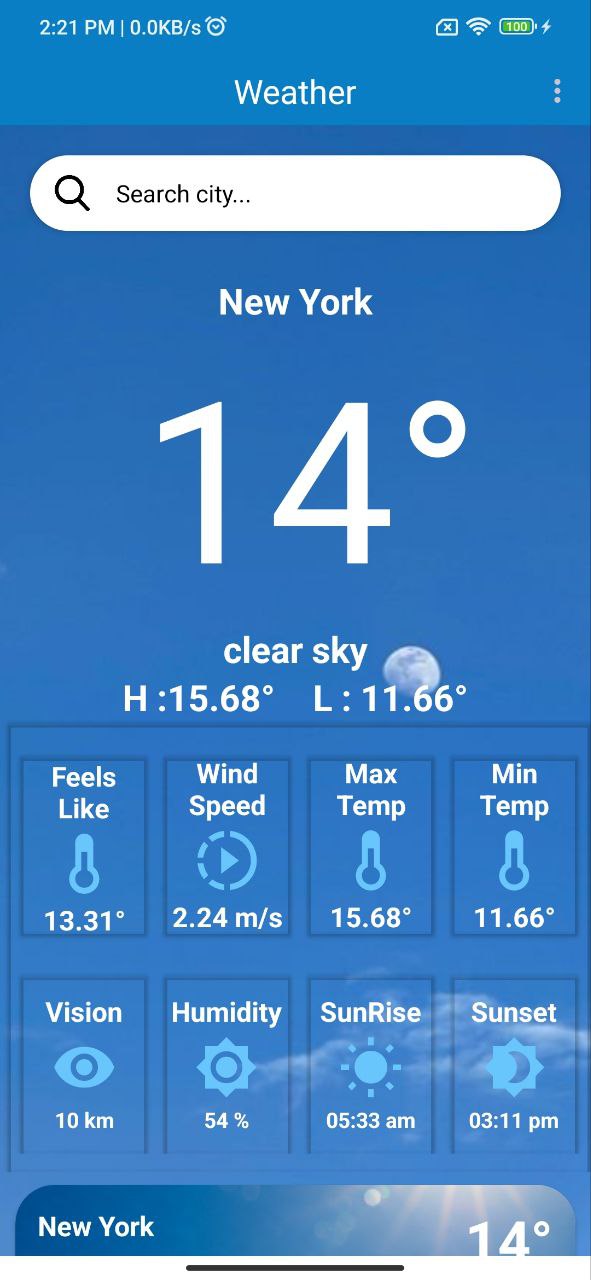 2:21 PM | 0.0KB/s
100
Weather
Search city...
New York
14°
clear sky
H :15.68° L : 11.66°
Feels Like
Wind Speed
Max Temp
Min Temp
13.31°
2.24 m/s
15.68°
11.66°
Vision
Humidity
SunRise
Sunset
10 km
54 %
05:33 am
03:11 pm
New York
14°